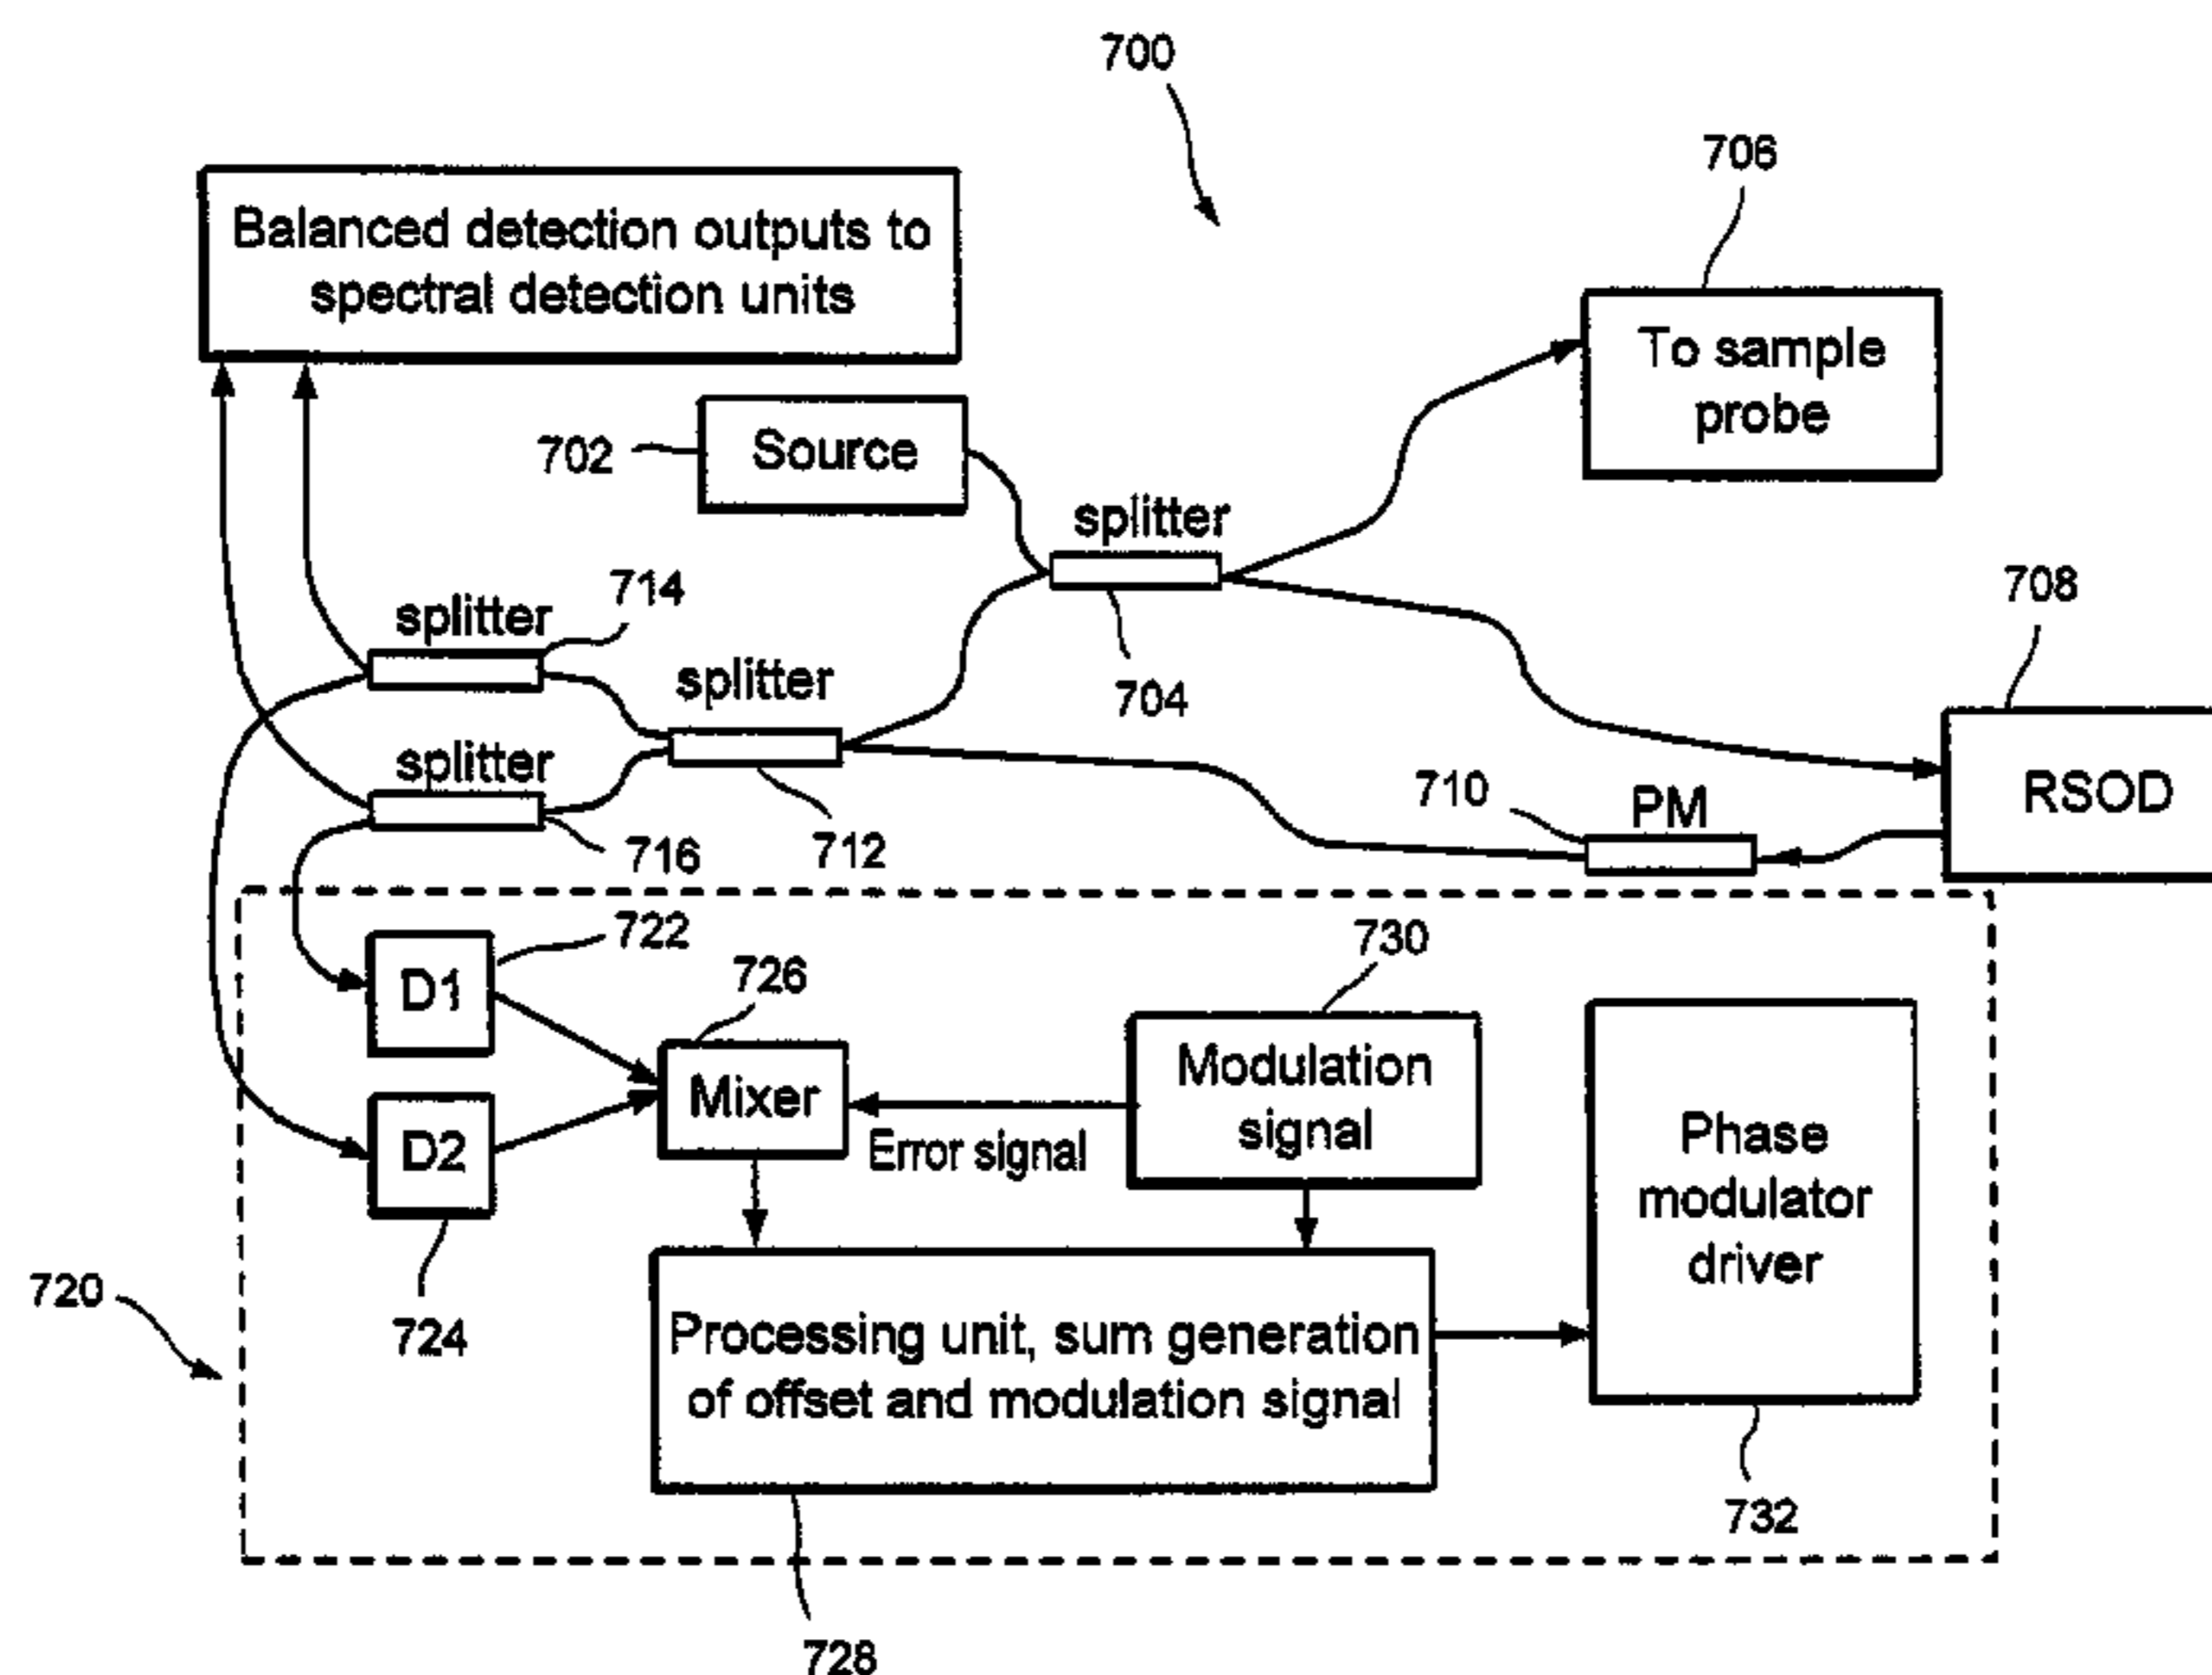 700
706
Balanced detection outputs to
spectral detection units
To sample
probe
702
Source
splitter
708
714
splitter
704
splitter
RSOD
splitter
710
PM
716
712
722
730
726
D1
Modulation
signal
Mixer
Error signal
Phase
modulator
driver
D2
720
724
Processing unit, sum generation
of offset and modulation signal
732
728